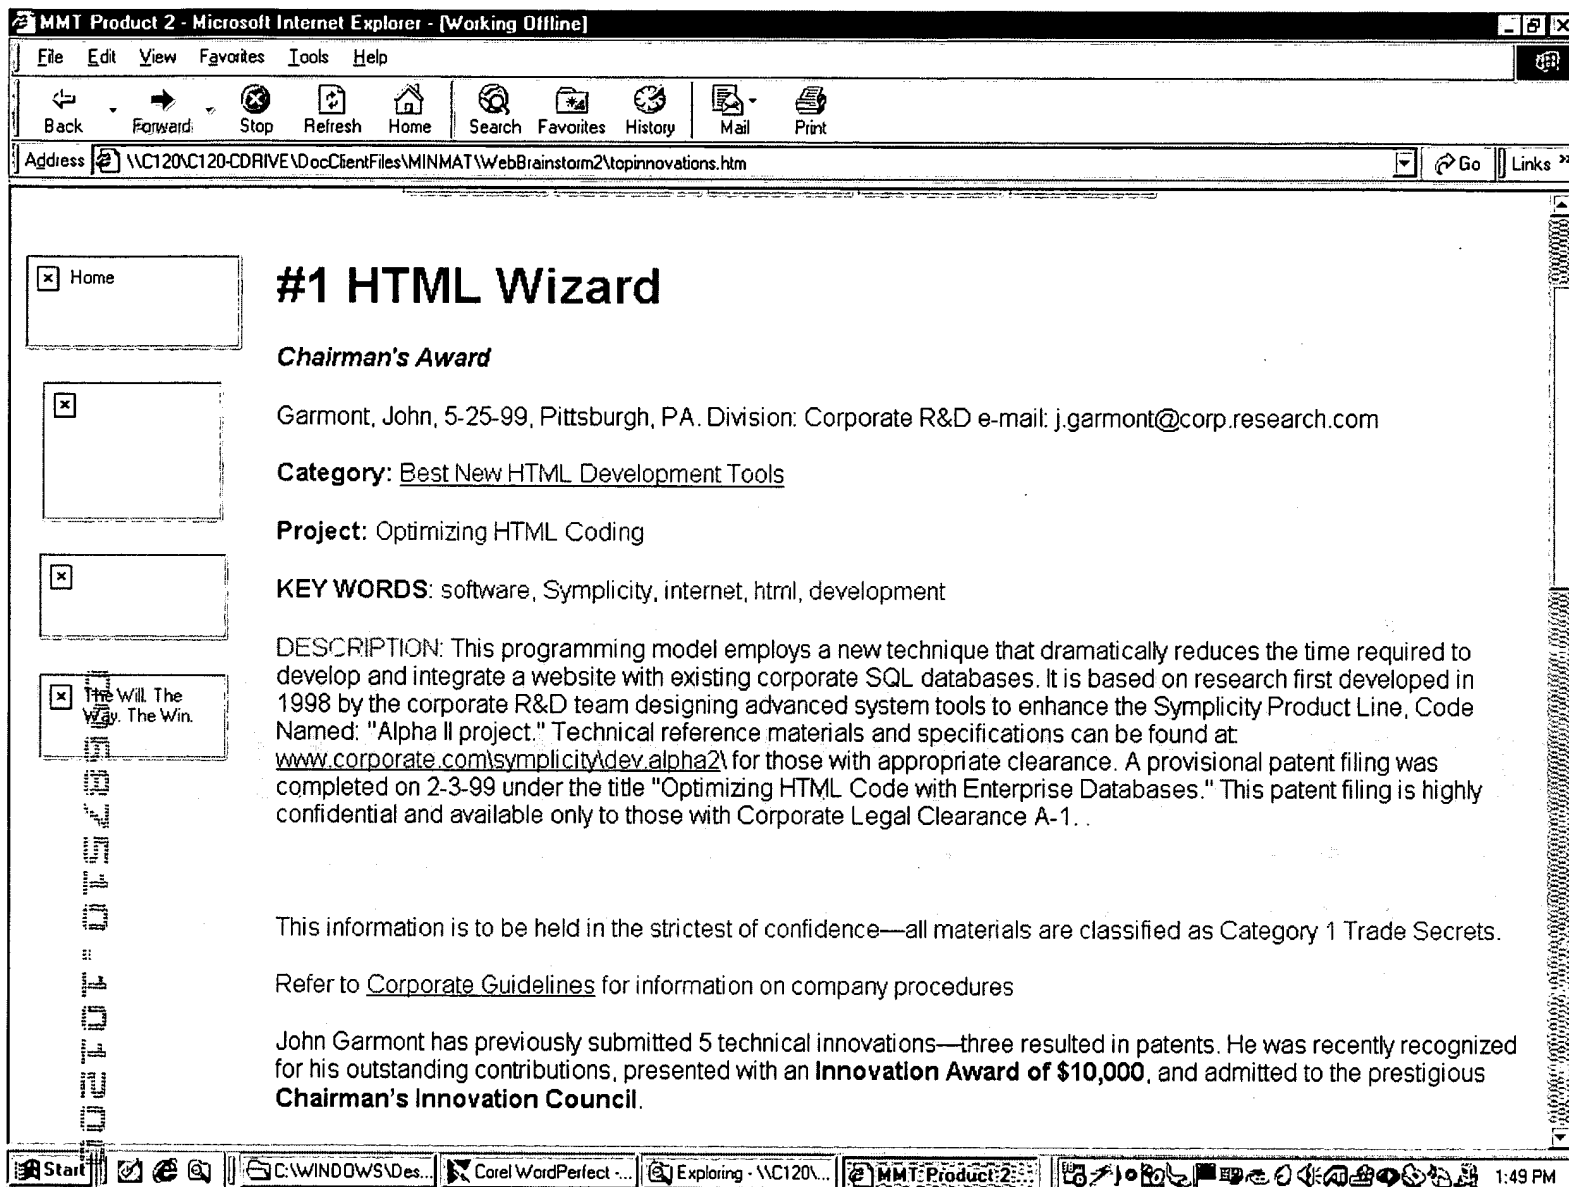 MMT Product 2 - Microsoft Internet Explorer - [Working Offline]
File Edit View Favorites Tools Help
Back Forward Stop Refresh Home Search Favorites History Mail Print
Address \\C120\C120-CDRIVE\DocClientFiles\MINMAT\WebBrainstorm2\topinnovations.htm Go Links »
Home
#1 HTML Wizard
Chairman's Award
Garmont, John, 5-25-99, Pittsburgh, PA. Division: Corporate R&D e-mail: j.garmont@corp.research.com
Category: Best New HTML Development Tools
Project: Optimizing HTML Coding
KEY WORDS: software, Symplicity, internet, html, development
DESCRIPTION: This programming model employs a new technique that dramatically reduces the time required to
develop and integrate a website with existing corporate SQL databases. It is based on research first developed in
1998 by the corporate R&D team designing advanced system tools to enhance the Symplicity Product Line, Code
Named: "Alpha II project." Technical reference materials and specifications can be found at:
www.corporate.com\symplicity\dev.alpha2\ for those with appropriate clearance. A provisional patent filing was
completed on 2-3-99 under the title "Optimizing HTML Code with Enterprise Databases." This patent filing is highly
confidential and available only to those with Corporate Legal Clearance A-1. .
The Will. The
Way. The Win.
This information is to be held in the strictest of confidence—all materials are classified as Category 1 Trade Secrets.
Refer to Corporate Guidelines for information on company procedures
John Garmont has previously submitted 5 technical innovations—three resulted in patents. He was recently recognized
for his outstanding contributions, presented with an Innovation Award of $10,000, and admitted to the prestigious
Chairman's Innovation Council.
Start C:\WINDOWS\Des... Corel WordPerfect -... Exploring - \\C120\... MMT Product 2... 1:49 PM